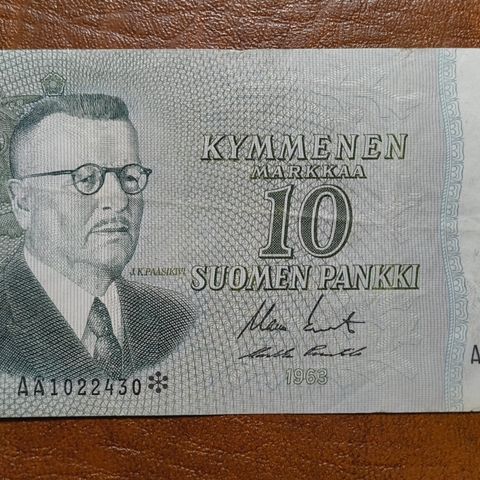 KYMMENEN
MARKKAA
10
J.K.PAASIKIVI
SUOMEN PANKKI
1963
AA1022430*
A